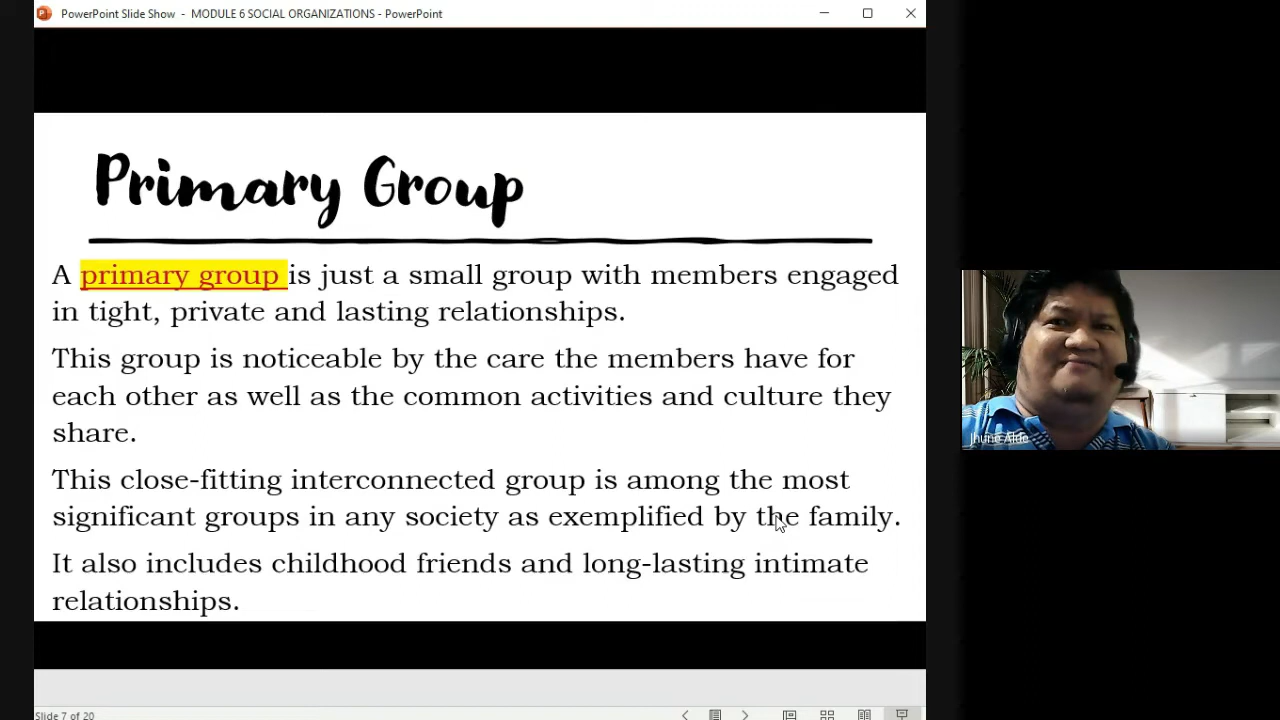 PowerPoint Slide Show - MODULE 6 SOCIAL ORGANIZATIONS - PowerPoint
Primary Group
A primary group is just a small group with members engaged
in tight, private and lasting relationships.
This group is noticeable by the care the members have for
each other as well as the common activities and culture they
share.
This close-fitting interconnected group is among the most
significant groups in any society as exemplified by the family.
It also includes childhood friends and long-lasting intimate
relationships.
Jhune Aldo
Slide 7 of 20